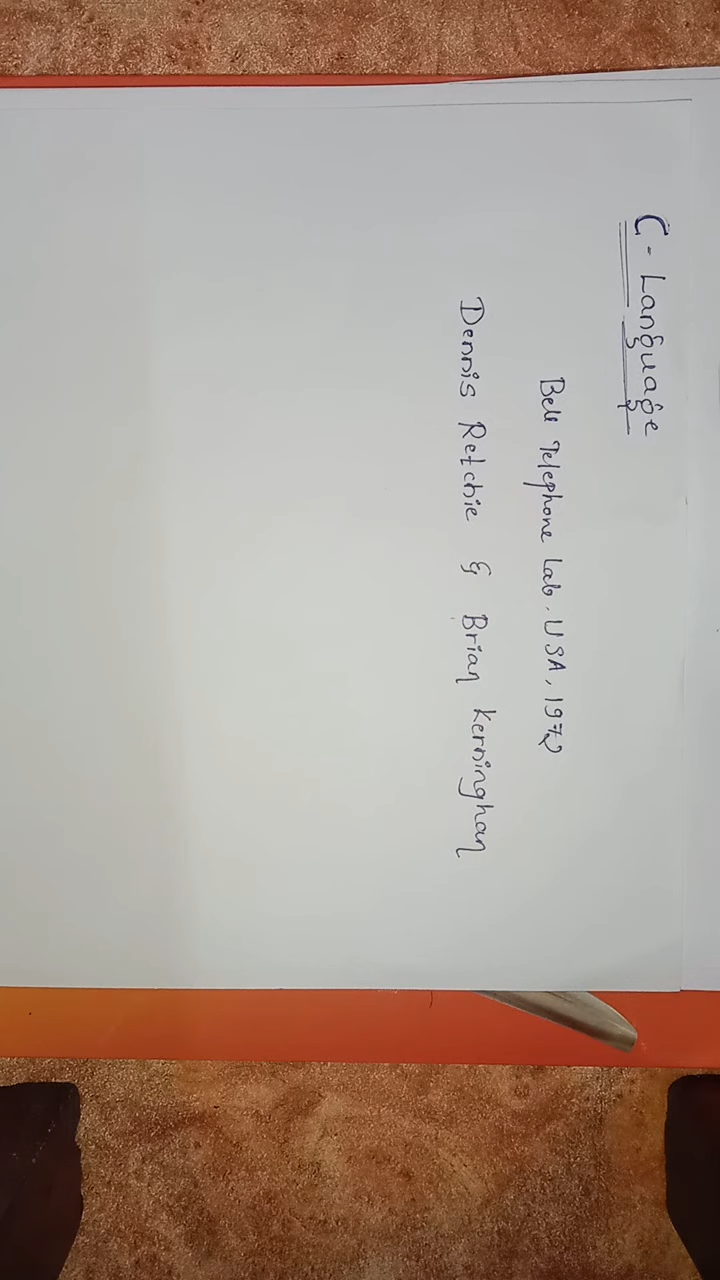 C - Language
Bell Telephone Lab. USA, 1972
Dennis Retchie & Brian Kerninghan